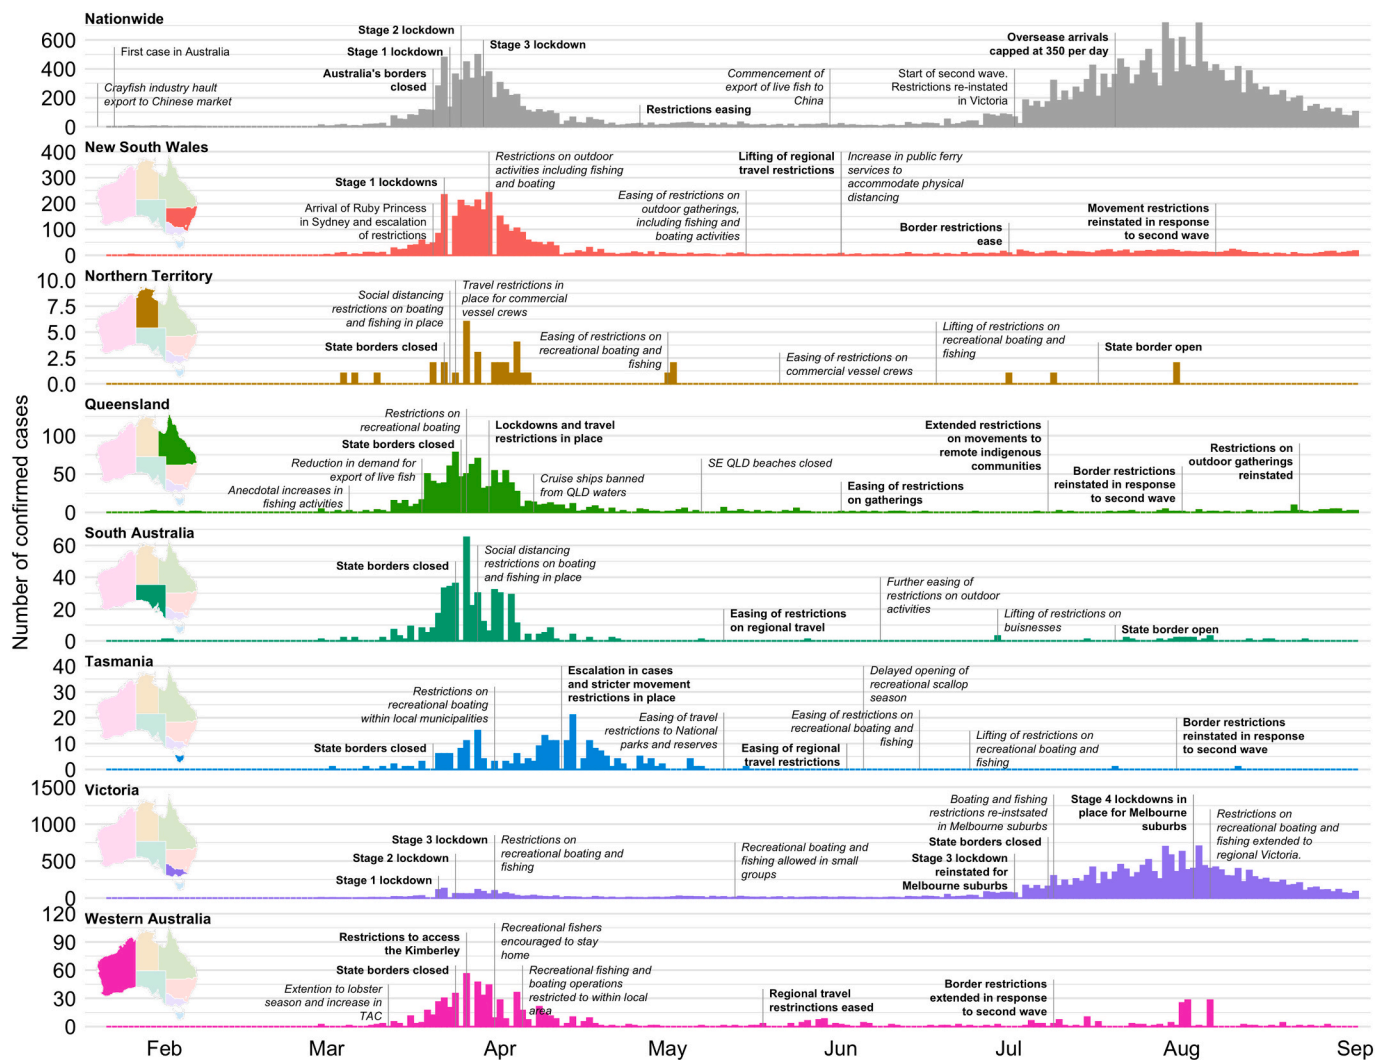 Number of confirmed cases
Nationwide
600
400
200
0
Crayfish industry hault
export to Chinese market
First case in Australia
Australia's borders
closed
Stage 1 lockdown
Stage 2 lockdown
Stage 3 lockdown
Restrictions easing
Commencement of
export of live fish to
China
Start of second wave.
Restrictions re-instated
in Victoria
Oversease arrivals
capped at 350 per day
New South Wales
400
300
200
100
0
Arrival of Ruby Princess
in Sydney and escalation
of restrictions
Stage 1 lockdowns
Restrictions on outdoor
activities including fishing
and boating
Easing of restrictions on
outdoor gatherings,
including fishing and
boating activities
Lifting of regional
travel restrictions
Increase in public ferry
services to
accommodate physical
distancing
Border restrictions
ease
Movement restrictions
reinstated in response
to second wave
Northern Territory
10.0
7.5
5.0
2.5
0.0
State borders closed
Social distancing
restrictions on boating
and fishing in place
Travel restrictions in
place for commercial
vessel crews
Easing of restrictions on
recreational boating and
fishing
Easing of restrictions on
commercial vessel crews
Lifting of restrictions on
recreational boating and
fishing
State border open
Queensland
100
50
0
Anecdotal increases in
fishing activities
Reduction in demand for
export of live fish
State borders closed
Restrictions on
recreational boating
Lockdowns and travel
restrictions in place
Cruise ships banned
from QLD waters
SE QLD beaches closed
Easing of restrictions
on gatherings
Extended restrictions
on movements to
remote indigenous
communities
Border restrictions
reinstated in response
to second wave
Restrictions on
outdoor gatherings
reinstated
South Australia
60
40
20
0
State borders closed
Social distancing
restrictions on boating
and fishing in place
Easing of restrictions
on regional travel
Further easing of
restrictions on outdoor
activities
Lifting of restrictions on
buisnesses
State border open
Tasmania
40
30
20
10
0
State borders closed
Restrictions on
recreational boating
within local municipalities
Escalation in cases
and stricter movement
restrictions in place
Easing of travel
restrictions to National
parks and reserves
Easing of regional
travel restrictions
Delayed opening of
recreational scallop
season
Easing of restrictions on
recreational boating and
fishing
Lifting of restrictions on
recreational boating and
fishing
Border restrictions
reinstated in response
to second wave
Victoria
1500
1000
500
0
Stage 1 lockdown
Stage 2 lockdown
Stage 3 lockdown
Restrictions on
recreational boating and
fishing
Recreational boating and
fishing allowed in small
groups
Stage 3 lockdown
reinstated for
Melbourne suburbs
State borders closed
Boating and fishing
restrictions re-instsated
in Melbourne suburbs
Stage 4 lockdowns in
place for Melbourne
suburbs
Restrictions on
recreational boating and
fishing extended to
regional Victoria.
Western Australia
120
90
60
30
0
Extention to lobster
season and increase in
TAC
State borders closed
Restrictions to access
the Kimberley
Recreational fishers
encouraged to stay
home
Recreational fishing and
boating operations
restricted to within local
area
Regional travel
restrinctions eased
Border restrictions
extended in response
to second wave
Feb
Mar
Apr
May
Jun
Jul
Aug
Sep